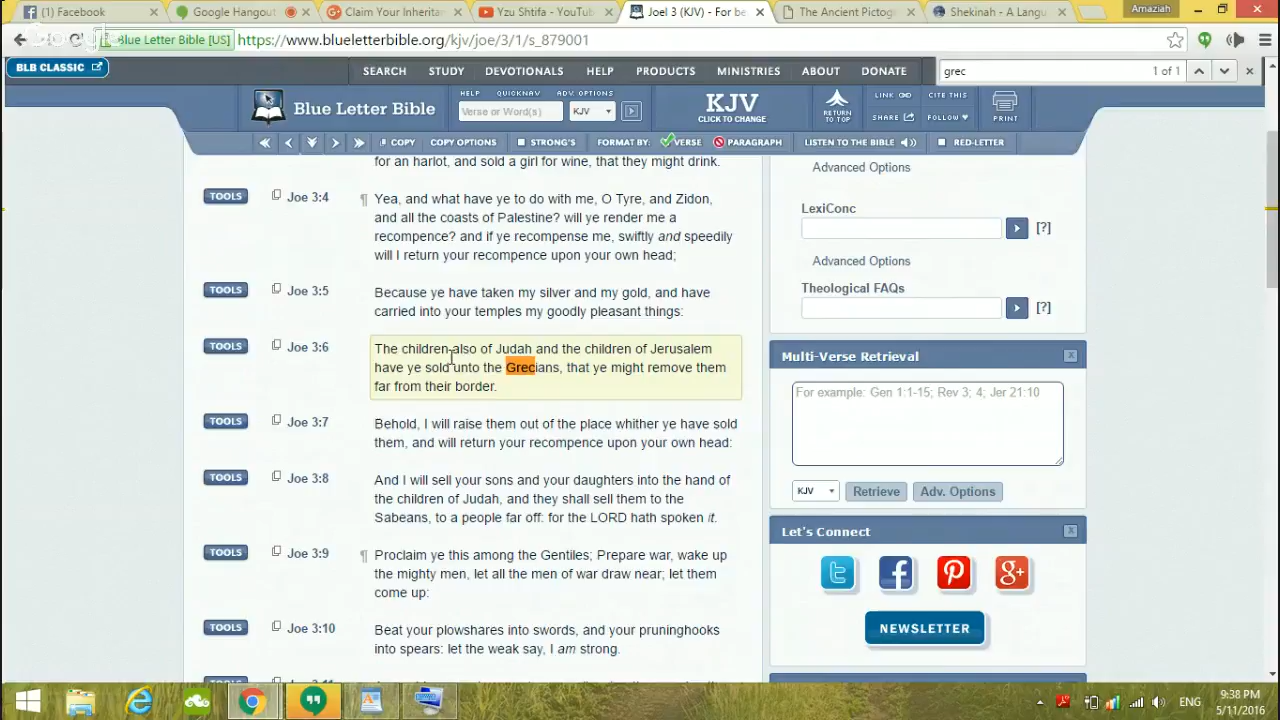 Facebook
Google Hangout
Claim Your Inheritan
Yzu Shtifa - YouTub
Joel 3 (KJV) - For be
The Ancient Pictog
Shekinah - A Langu
Amaziah
Blue Letter Bible [US]
https://www.blueletterbible.org/kjv/joe/3/1/s_879001
BLB CLASSIC
SEARCH STUDY DEVOTIONALS HELP PRODUCTS MINISTRIES ABOUT DONATE
grec
1 of 1
Blue Letter Bible
HELP QUICKNAV ADV. OPTIONS
Verse or Word(s)
KJV
KJV
CLICK TO CHANGE
RETURN
TO TOP
LINK
CITE THIS
SHARE
FOLLOW
PRINT
COPY COPY OPTIONS STRONG'S FORMAT BY: VERSE PARAGRAPH LISTEN TO THE BIBLE RED-LETTER
for an harlot, and sold a girl for wine, that they might drink.
TOOLS Joe 3:4 ¶ Yea, and what have ye to do with me, O Tyre, and Zidon,
and all the coasts of Palestine? will ye render me a
recompence? and if ye recompense me, swiftly and speedily
will I return your recompence upon your own head;
TOOLS Joe 3:5 Because ye have taken my silver and my gold, and have
carried into your temples my goodly pleasant things:
TOOLS Joe 3:6 The children also of Judah and the children of Jerusalem
have ye sold unto the Grecians, that ye might remove them
far from their border.
TOOLS Joe 3:7 Behold, I will raise them out of the place whither ye have sold
them, and will return your recompence upon your own head:
TOOLS Joe 3:8 And I will sell your sons and your daughters into the hand of
the children of Judah, and they shall sell them to the
Sabeans, to a people far off: for the LORD hath spoken it.
TOOLS Joe 3:9 ¶ Proclaim ye this among the Gentiles; Prepare war, wake up
the mighty men, let all the men of war draw near; let them
come up:
TOOLS Joe 3:10 Beat your plowshares into swords, and your pruninghooks
into spears: let the weak say, I am strong.
Advanced Options
LexiConc
[?]
Advanced Options
Theological FAQs
[?]
Multi-Verse Retrieval
For example: Gen 1:1-15; Rev 3; 4; Jer 21:10
KJV Retrieve Adv. Options
Let's Connect
NEWSLETTER
ENG
9:38 PM
5/11/2016